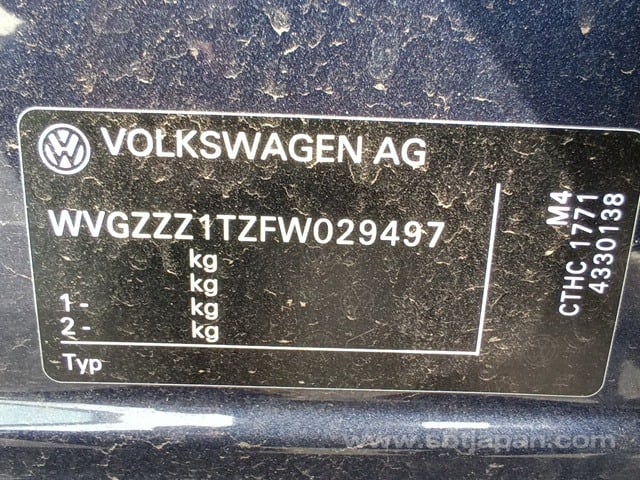 VOLKSWAGEN AG
WVGZZZ1TZFW029497
kg
kg
1- kg
2- kg
Typ
M4
CTHC 1771
4330138
www.sbtjapan.com